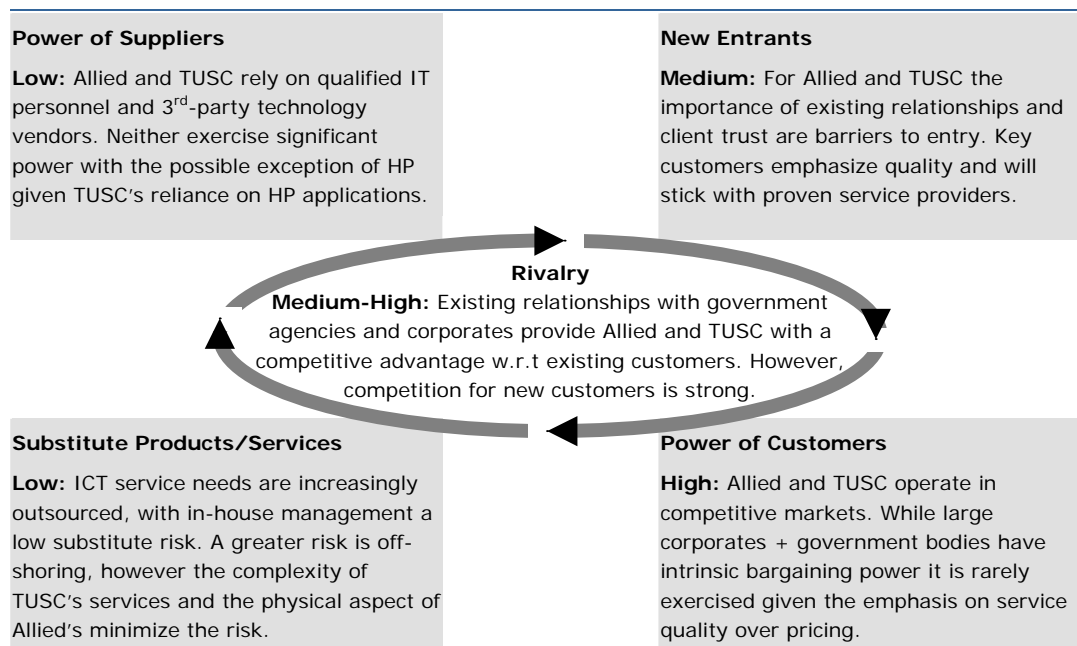 Power of Suppliers
Low: Allied and TUSC rely on qualified IT
personnel and 3rd-party technology
vendors. Neither exercise significant
power with the possible exception of HP
given TUSC's reliance on HP applications.
New Entrants
Medium: For Allied and TUSC the
importance of existing relationships and
client trust are barriers to entry. Key
customers emphasize quality and will
stick with proven service providers.
Rivalry
Medium-High: Existing relationships with government
agencies and corporates provide Allied and TUSC with a
competitive advantage w.r.t existing customers. However,
competition for new customers is strong.
Substitute Products/Services
Low: ICT service needs are increasingly
outsourced, with in-house management a
low substitute risk. A greater risk is off-
shoring, however the complexity of
TUSC's services and the physical aspect of
Allied's minimize the risk.
Power of Customers
High: Allied and TUSC operate in
competitive markets. While large
corporates + government bodies have
intrinsic bargaining power it is rarely
exercised given the emphasis on service
quality over pricing.